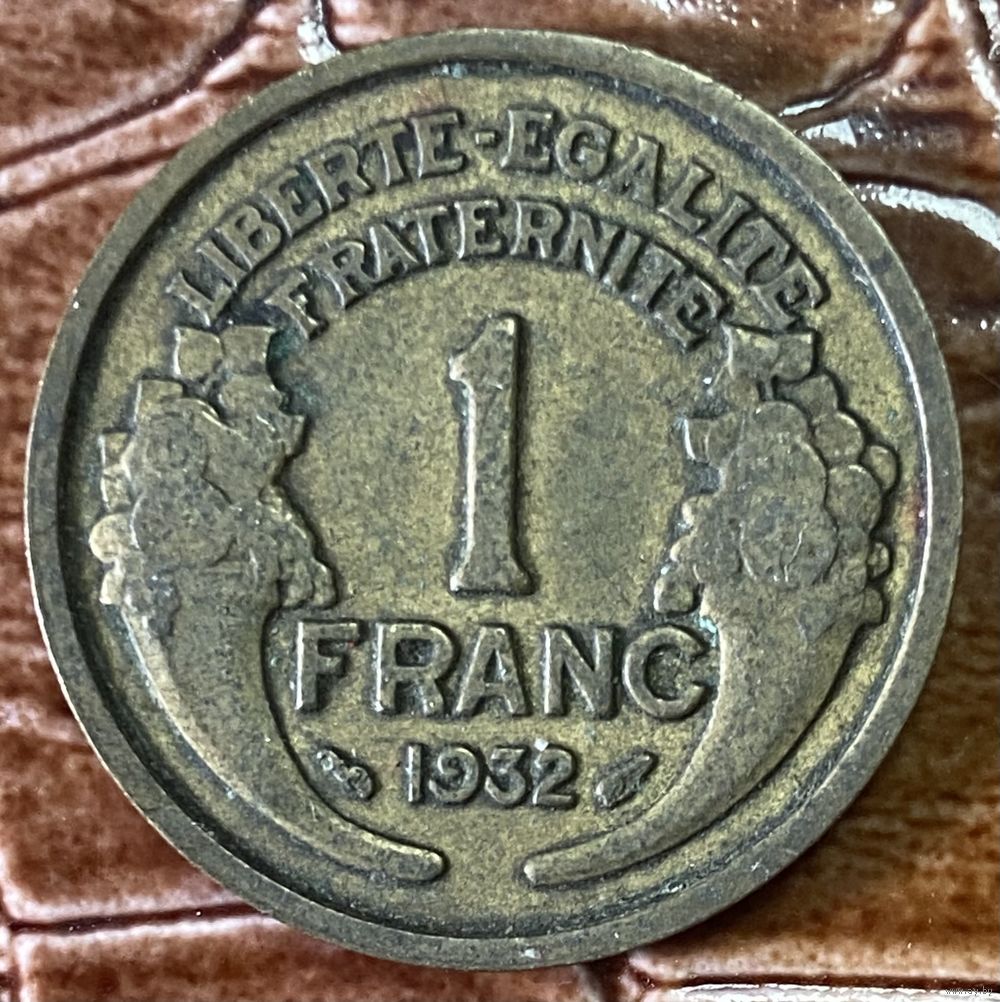 LIBERTE-EGALITE
FRATERNITE
1
FRANC
1932